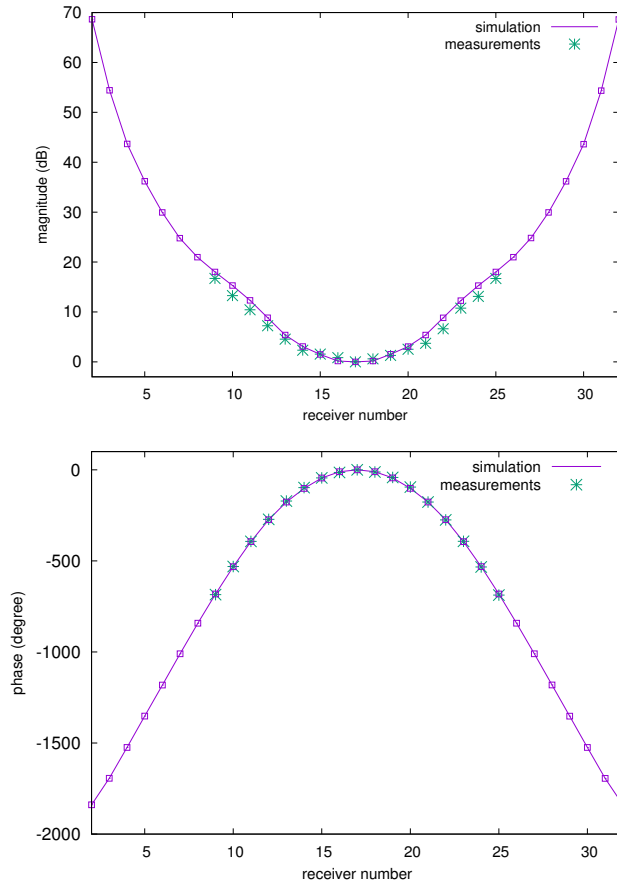 70
60
50
40
30
20
10
0
magnitude (dB)
simulation
measurements
5 10 15 20 25 30
receiver number
0
-500
-1000
-1500
-2000
phase (degree)
simulation
measurements
5 10 15 20 25 30
receiver number